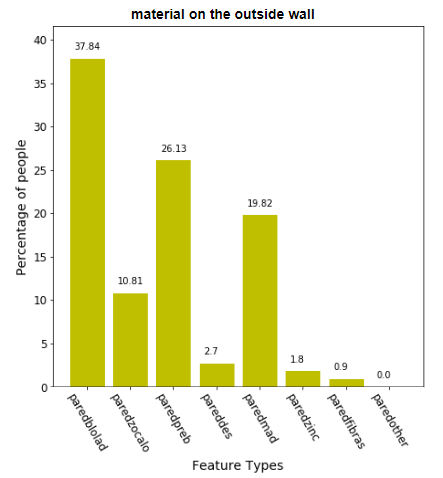 material on the outside wall
Percentage of people
40
35
30
25
20
15
10
5
0
37.84
10.81
26.13
2.7
19.82
1.8
0.9
0.0
paredblolad
paredzocalo
paredpreb
pareddes
paredmad
paredzinc
paredfibras
paredother
Feature Types